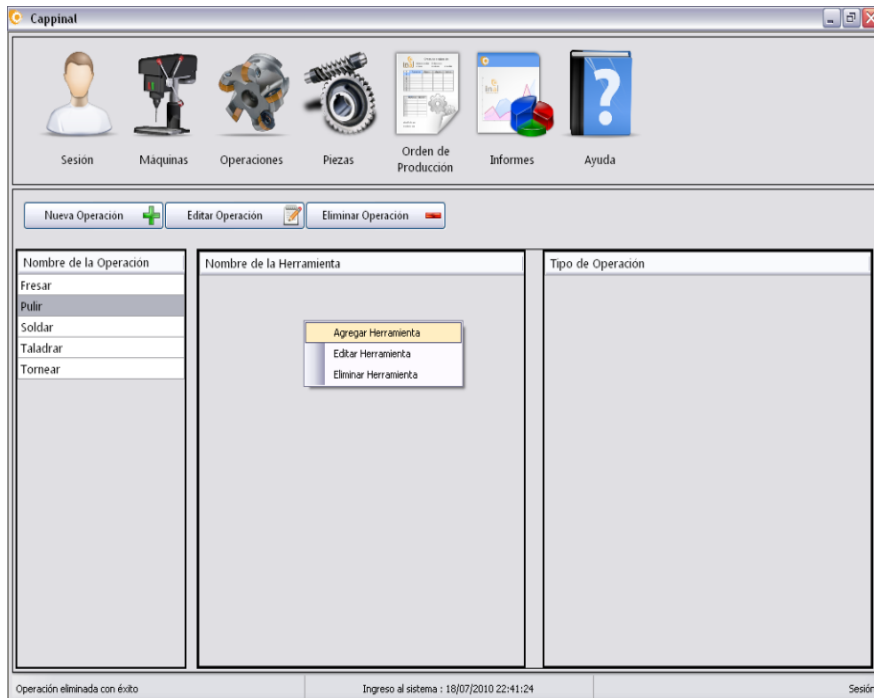 Cappinal
Sesión
Máquinas
Operaciones
Piezas
Orden de
Producción
Informes
Ayuda
Nueva Operación
Editar Operación
Eliminar Operación
Nombre de la Operación
Fresar
Pulir
Soldar
Taladrar
Tornear
Nombre de la Herramienta
Agregar Herramienta
Editar Herramienta
Eliminar Herramienta
Tipo de Operación
Operación eliminada con éxito
Ingreso al sistema : 18/07/2010 22:41:24
Sesión